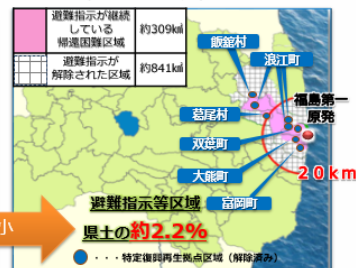 避難指示が継続
している
帰還困難区域
約309㎢
避難指示が
解除された区域
約841㎢
飯舘村
浪江町
福島第一
原発
葛尾村
双葉町
大熊町
富岡町
20km
避難指示等区域
県土の約2.2%
小
・・・特定復興再生拠点区域(解除済み)